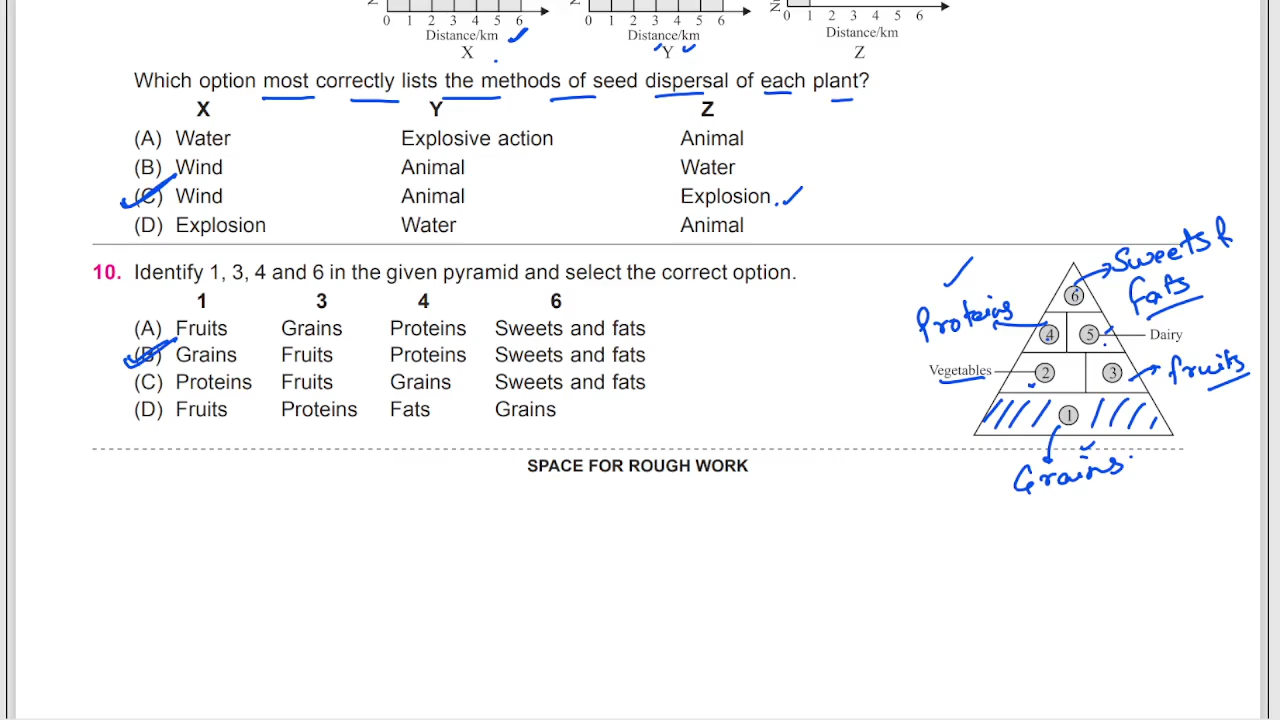 0 1 2 3 4 5 6
0 1 2 3 4 5 6
0 1 2 3 4 5 6
Distance/km
Distance/km
Distance/km
X
Y
Z
Which option most correctly lists the methods of seed dispersal of each plant?
X Y Z
(A) Water Explosive action Animal
(B) Wind Animal Water
(C) Wind Animal Explosion
(D) Explosion Water Animal
10. Identify 1, 3, 4 and 6 in the given pyramid and select the correct option.
1 3 4 6
(A) Fruits Grains Proteins Sweets and fats
(B) Grains Fruits Proteins Sweets and fats
(C) Proteins Fruits Grains Sweets and fats
(D) Fruits Proteins Fats Grains
Sweets &
fats
6
Proteins
4
5
Dairy
Vegetables
2
3
fruits
1
Grains
SPACE FOR ROUGH WORK